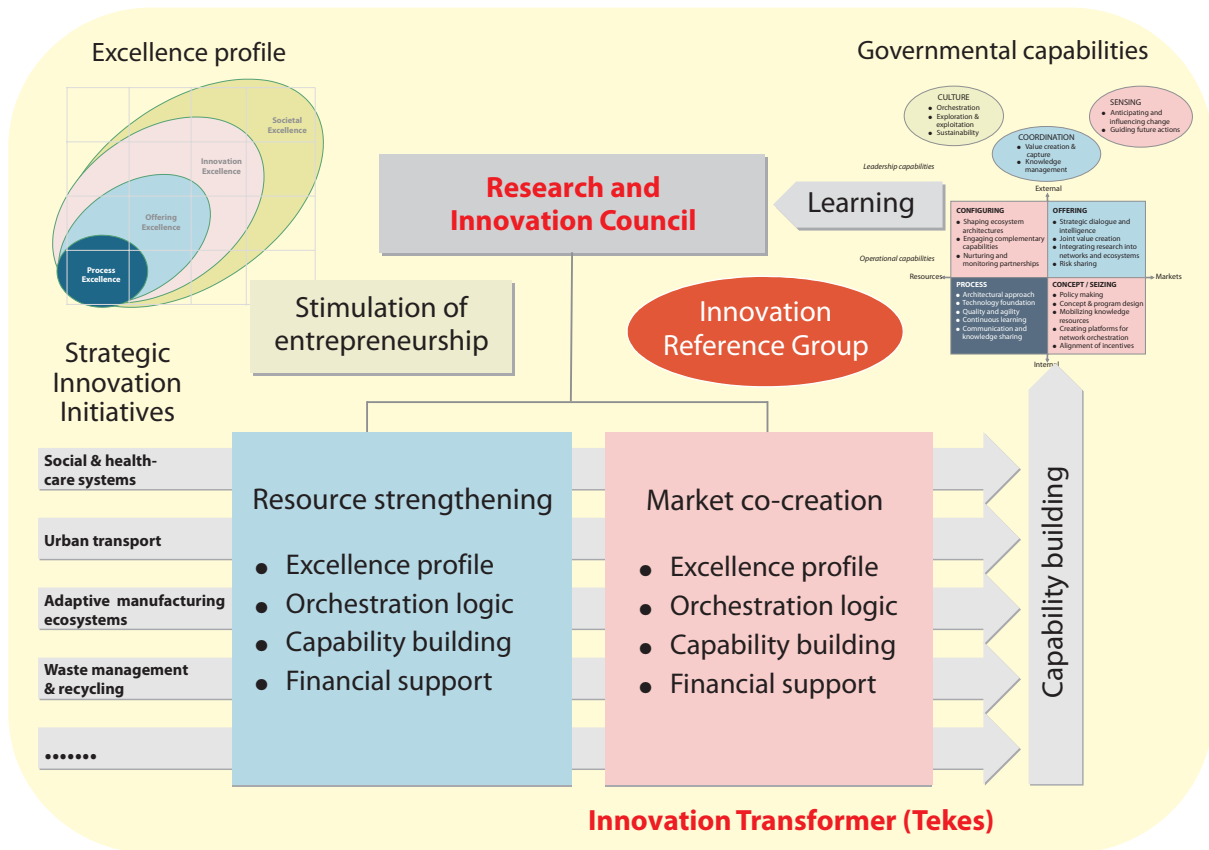 Excellence profile
Societal
Excellence
Innovation
Excellence
Offering
Excellence
Process
Excellence
Governmental capabilities
CULTURE
● Orchestration
● Exploration &
exploitation
● Sustainability
SENSING
● Anticipating and
influencing change
● Guiding future actions
COORDINATION
● Value creation &
capture
● Knowledge
management
Leadership capabilities
External
Operational capabilities
Resources
Markets
CONFIGURING
● Shaping ecosystem
architectures
● Engaging complementary
capabilities
● Nurturing and
monitoring partnerships
OFFERING
● Strategic dialogue and
intelligence
● Joint value creation
● Integrating research into
networks and ecosystems
● Risk sharing
PROCESS
● Architectural approach
● Technology foundation
● Quality and agility
● Continuous learning
● Communication and
knowledge sharing
CONCEPT / SEIZING
● Policy making
● Concept & program design
● Mobilizing knowledge
resources
● Creating platforms for
network orchestration
● Alignment of incentives
Internal
Research and
Innovation Council
Learning
Stimulation of
entrepreneurship
Innovation
Reference Group
Strategic
Innovation
Initiatives
Social & health-
care systems
Urban transport
Adaptive manufacturing
ecosystems
Waste management
& recycling
•••••••
Resource strengthening
● Excellence profile
● Orchestration logic
● Capability building
● Financial support
Market co-creation
● Excellence profile
● Orchestration logic
● Capability building
● Financial support
Capability building
Innovation Transformer (Tekes)